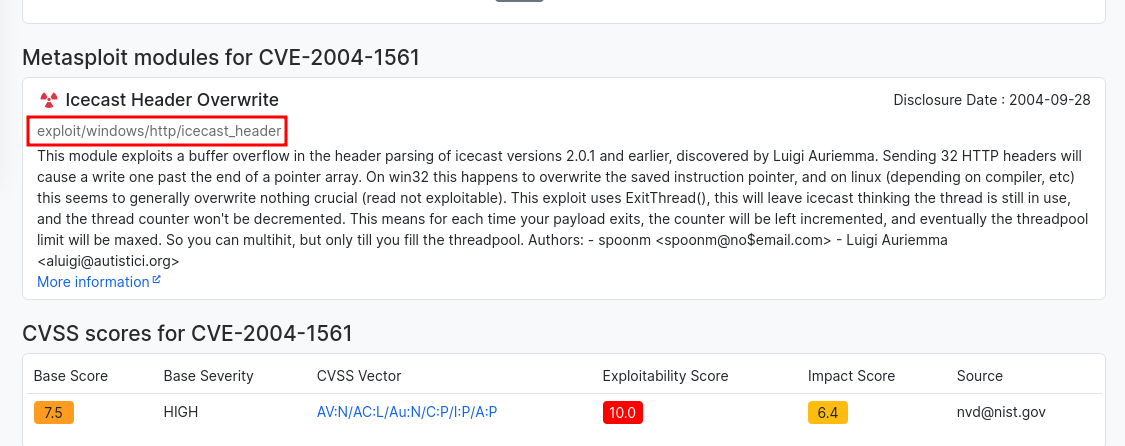 Metasploit modules for CVE-2004-1561
Icecast Header Overwrite
Disclosure Date : 2004-09-28
exploit/windows/http/icecast_header
This module exploits a buffer overflow in the header parsing of icecast versions 2.0.1 and earlier, discovered by Luigi Auriemma. Sending 32 HTTP headers will
cause a write one past the end of a pointer array. On win32 this happens to overwrite the saved instruction pointer, and on linux (depending on compiler, etc)
this seems to generally overwrite nothing crucial (read not exploitable). This exploit uses ExitThread(), this will leave icecast thinking the thread is still in use,
and the thread counter won't be decremented. This means for each time your payload exits, the counter will be left incremented, and eventually the threadpool
limit will be maxed. So you can multihit, but only till you fill the threadpool. Authors: - spoonm <spoonm@no$email.com> - Luigi Auriemma
<aluigi@autistici.org>
More information
CVSS scores for CVE-2004-1561
Base Score Base Severity CVSS Vector Exploitability Score Impact Score Source
7.5 HIGH AV:N/AC:L/Au:N/C:P/I:P/A:P 10.0 6.4 nvd@nist.gov